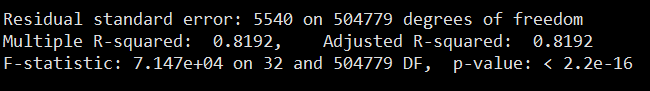 Residual standard error: 5540 on 504779 degrees of freedom
Multiple R-squared:  0.8192,    Adjusted R-squared:  0.8192
F-statistic: 7.147e+04 on 32 and 504779 DF,  p-value: < 2.2e-16